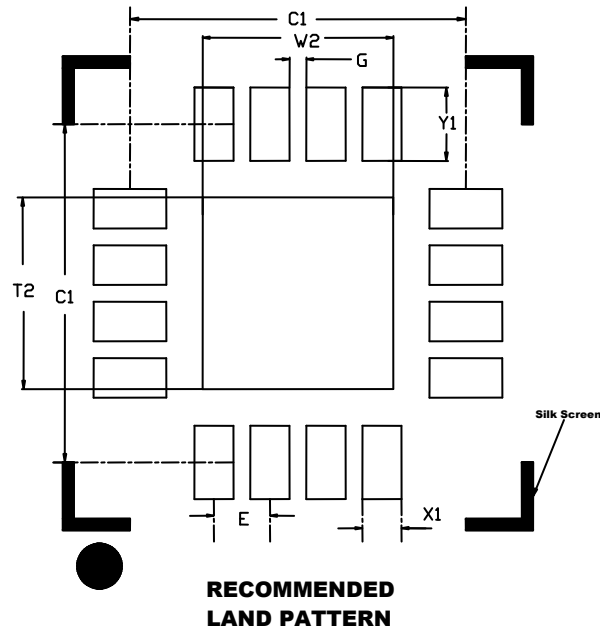 C1
W2
G
Y1
T2
C1
Silk Screen
E
X1
RECOMMENDED
LAND PATTERN